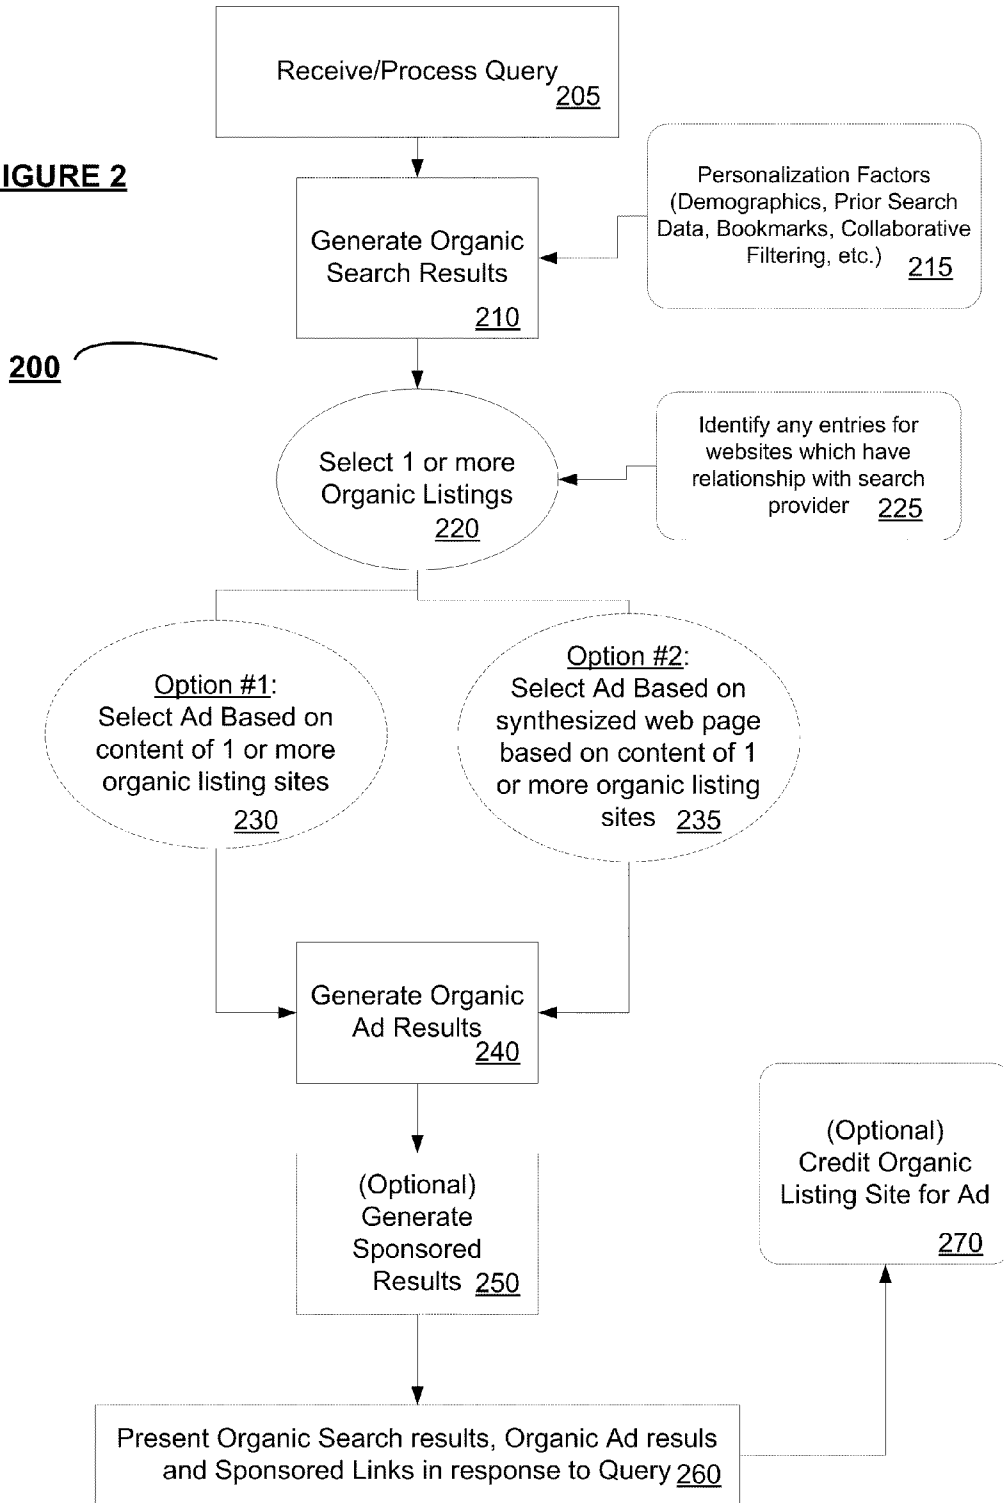 Receive/Process Query
205
IGURE 2
Personalization Factors
(Demographics, Prior Search
Data, Bookmarks, Collaborative
Filtering, etc.)
215
Generate Organic
Search Results
210
200
Select 1 or more
Organic Listings
220
Identify any entries for
websites which have
relationship with search
provider 225
Option #1:
Select Ad Based on
content of 1 or more
organic listing sites
230
Option #2:
Select Ad Based on
synthesized web page
based on content of 1
or more organic listing
sites 235
Generate Organic
Ad Results
240
(Optional)
Generate
Sponsored
Results 250
(Optional)
Credit Organic
Listing Site for Ad
270
Present Organic Search results, Organic Ad resuls
and Sponsored Links in response to Query 260